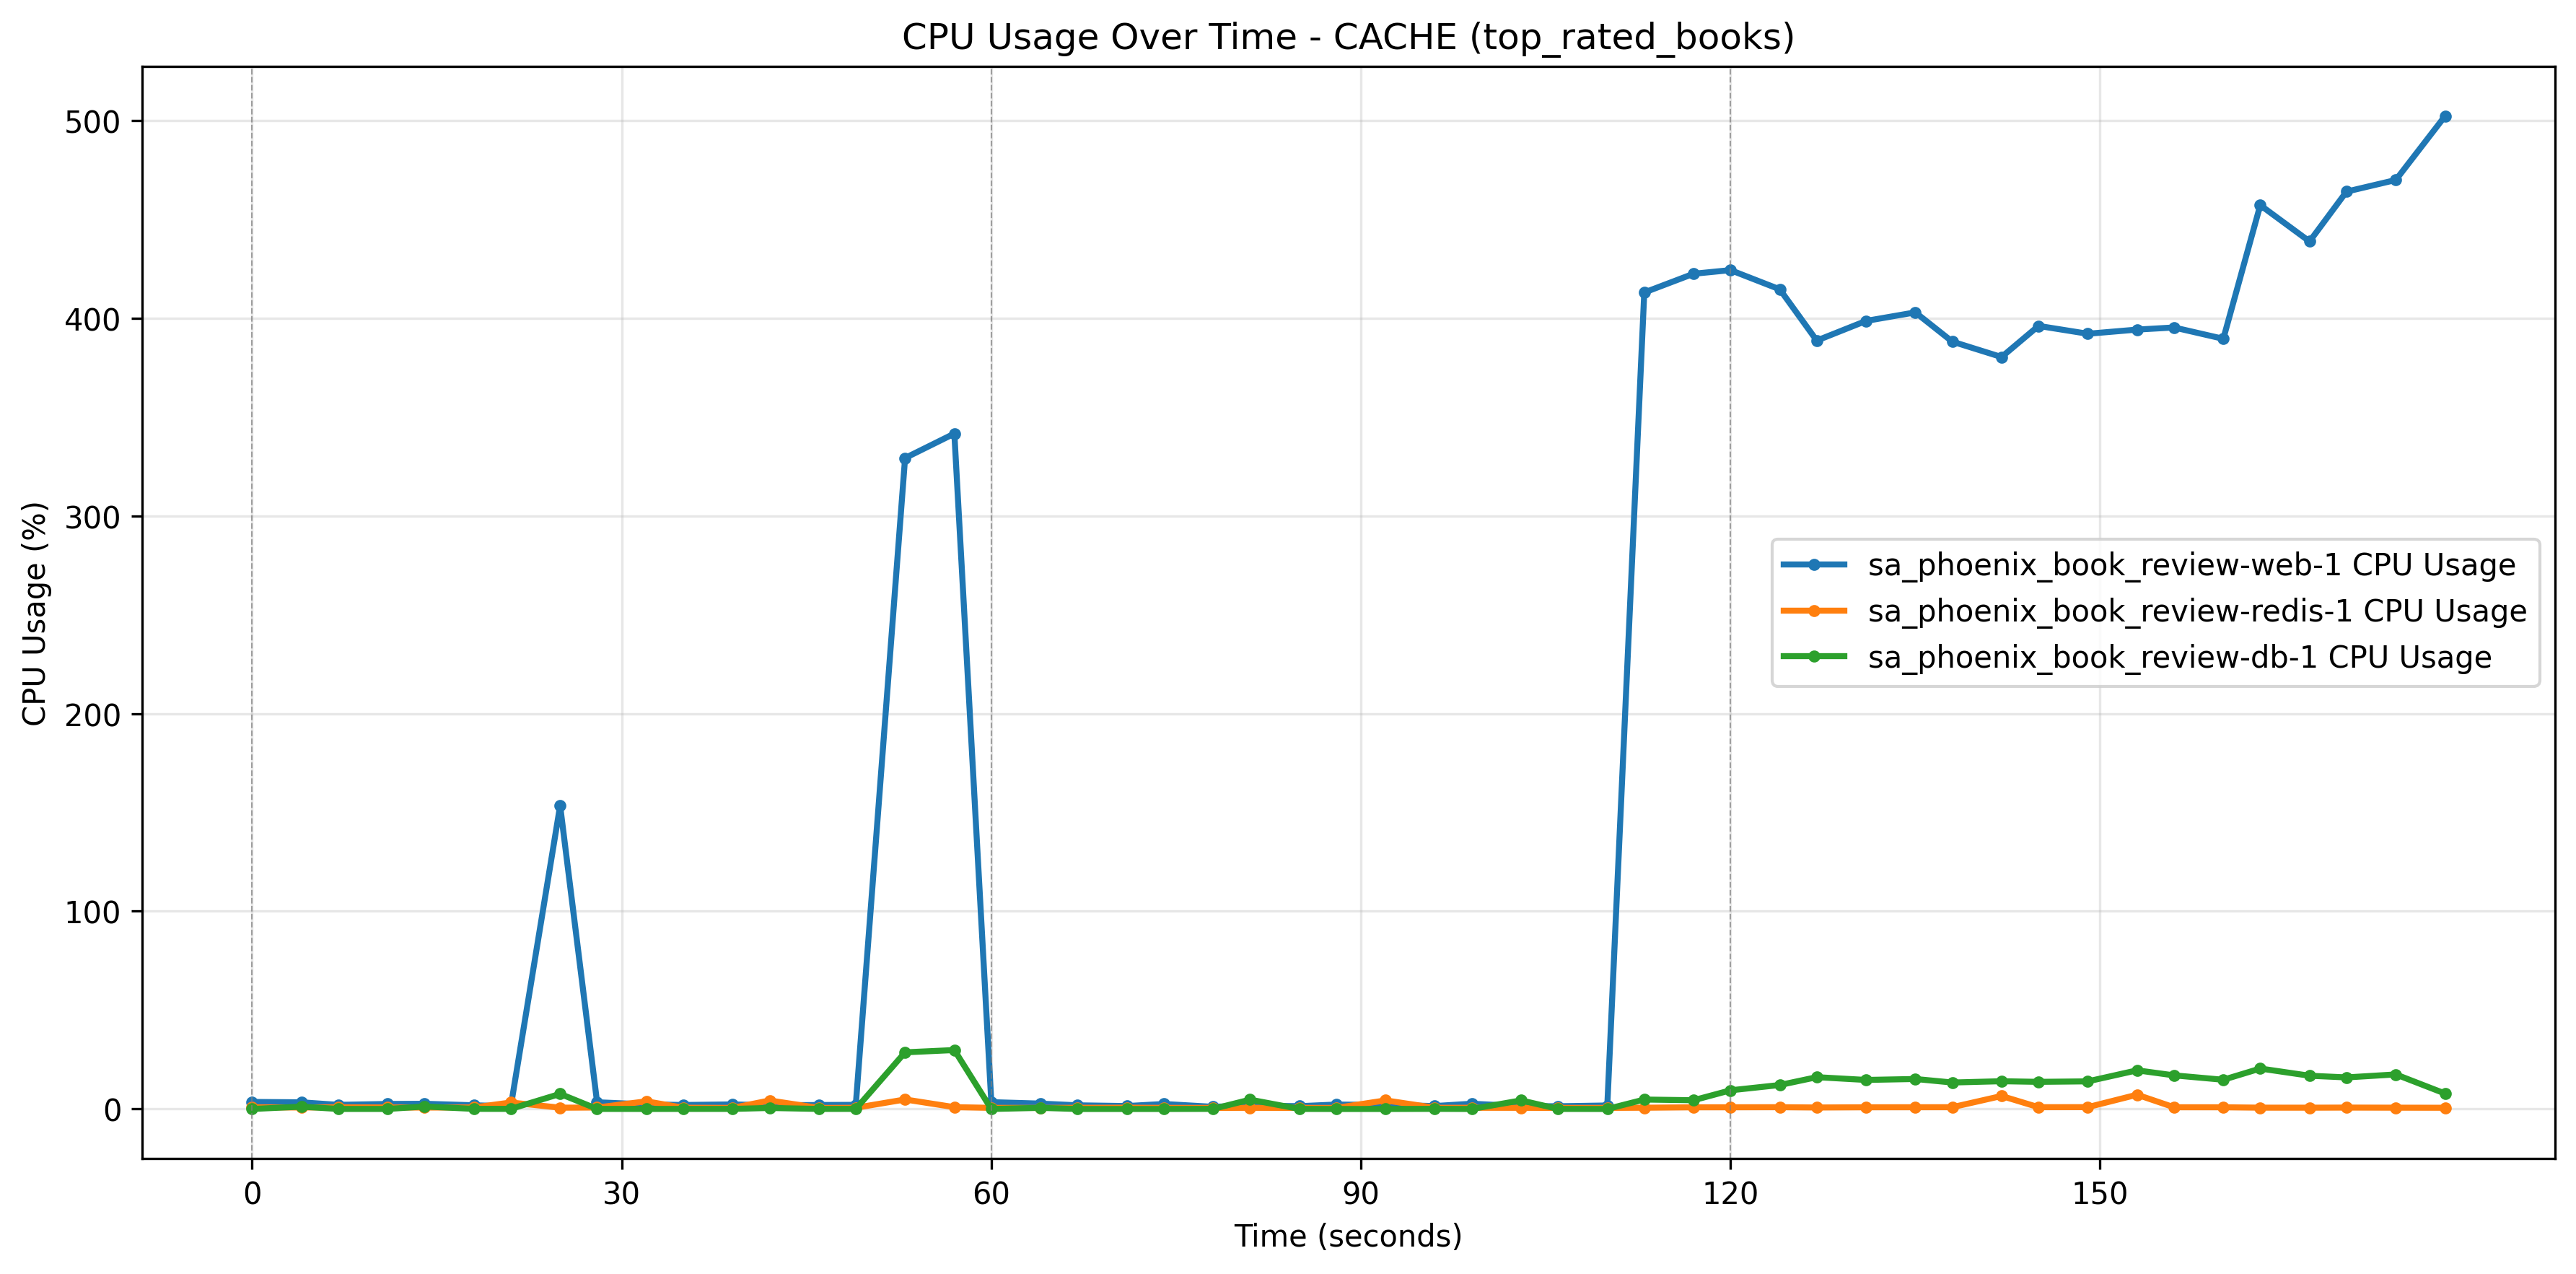 CPU Usage Over Time - CACHE (top_rated_books)
CPU Usage (%)
500
400
300
200
100
0
sa_phoenix_book_review-web-1 CPU Usage
sa_phoenix_book_review-redis-1 CPU Usage
sa_phoenix_book_review-db-1 CPU Usage
0 30 60 90 120 150
Time (seconds)